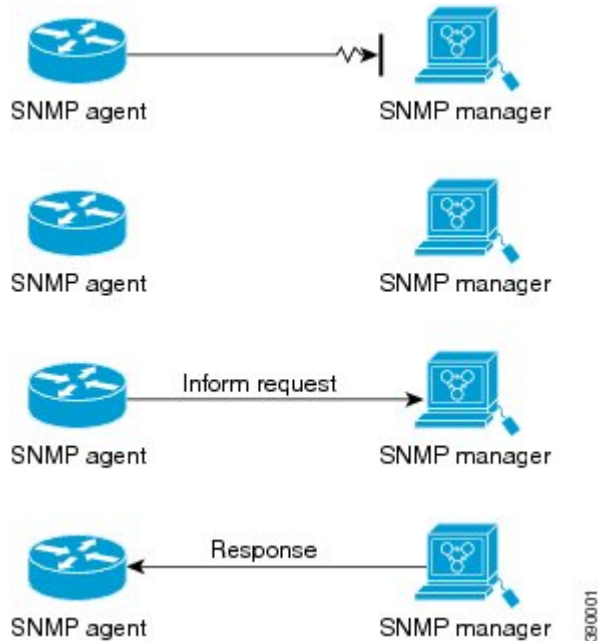 SNMP agent
SNMP manager
SNMP agent
SNMP manager
Inform request
SNMP agent
SNMP manager
Response
SNMP agent
SNMP manager
390001